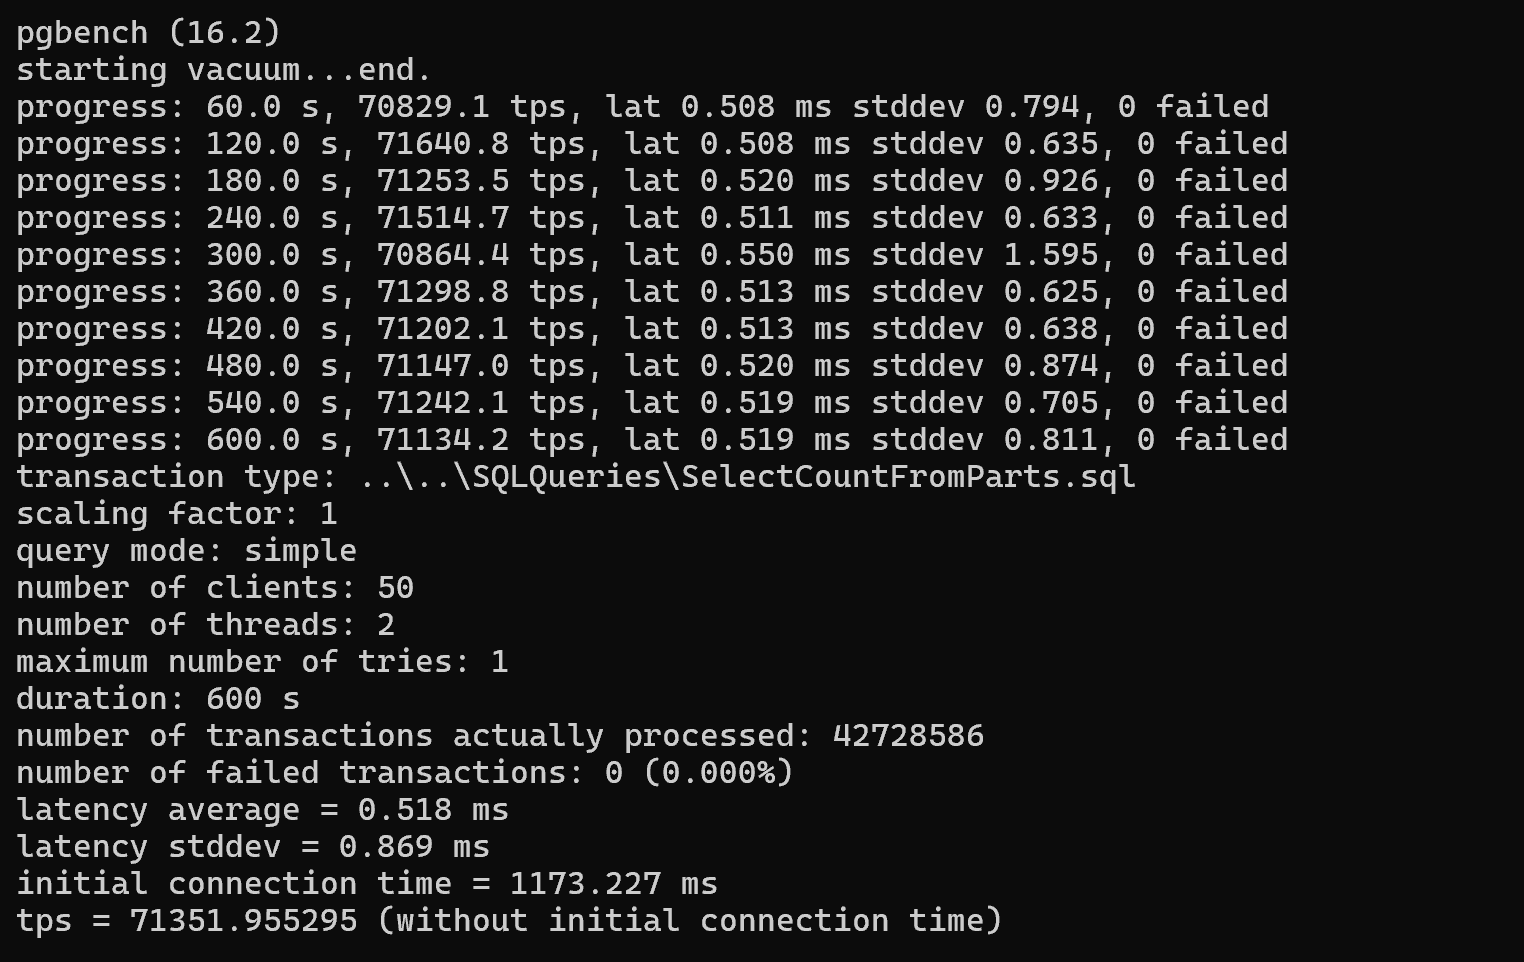 pgbench (16.2)
starting vacuum...end.
progress: 60.0 s, 70829.1 tps, lat 0.508 ms stddev 0.794, 0 failed
progress: 120.0 s, 71640.8 tps, lat 0.508 ms stddev 0.635, 0 failed
progress: 180.0 s, 71253.5 tps, lat 0.520 ms stddev 0.926, 0 failed
progress: 240.0 s, 71514.7 tps, lat 0.511 ms stddev 0.633, 0 failed
progress: 300.0 s, 70864.4 tps, lat 0.550 ms stddev 1.595, 0 failed
progress: 360.0 s, 71298.8 tps, lat 0.513 ms stddev 0.625, 0 failed
progress: 420.0 s, 71202.1 tps, lat 0.513 ms stddev 0.638, 0 failed
progress: 480.0 s, 71147.0 tps, lat 0.520 ms stddev 0.874, 0 failed
progress: 540.0 s, 71242.1 tps, lat 0.519 ms stddev 0.705, 0 failed
progress: 600.0 s, 71134.2 tps, lat 0.519 ms stddev 0.811, 0 failed
transaction type: ..\..\SQLQueries\SelectCountFromParts.sql
scaling factor: 1
query mode: simple
number of clients: 50
number of threads: 2
maximum number of tries: 1
duration: 600 s
number of transactions actually processed: 42728586
number of failed transactions: 0 (0.000%)
latency average = 0.518 ms
latency stddev = 0.869 ms
initial connection time = 1173.227 ms
tps = 71351.955295 (without initial connection time)